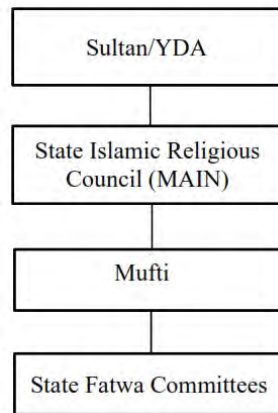 Sultan/YDA
State Islamic Religious
Council (MAIN)
Mufti
State Fatwa Committees